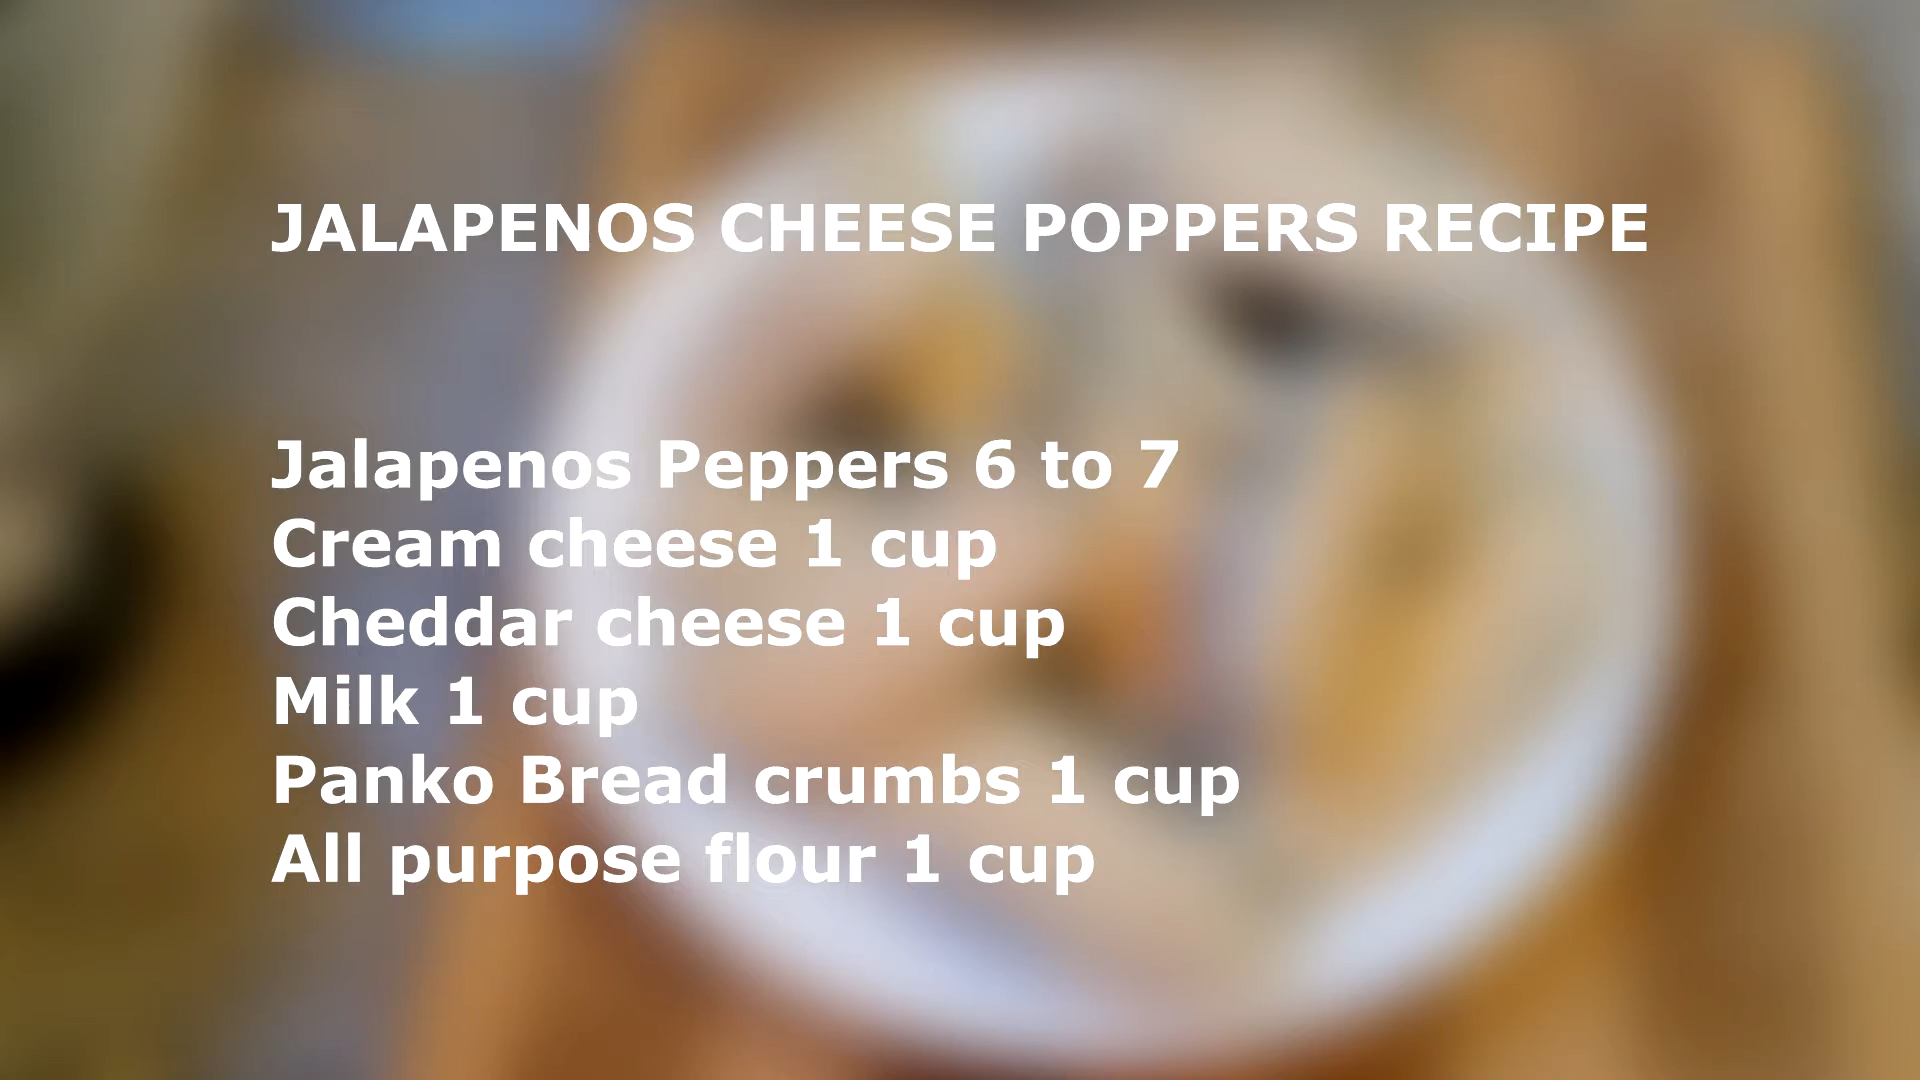 JALAPENOS CHEESE POPPERS RECIPE
Jalapenos Peppers 6 to 7
Cream cheese 1 cup
Cheddar cheese 1 cup
Milk 1 cup
Panko Bread crumbs 1 cup
All purpose flour 1 cup